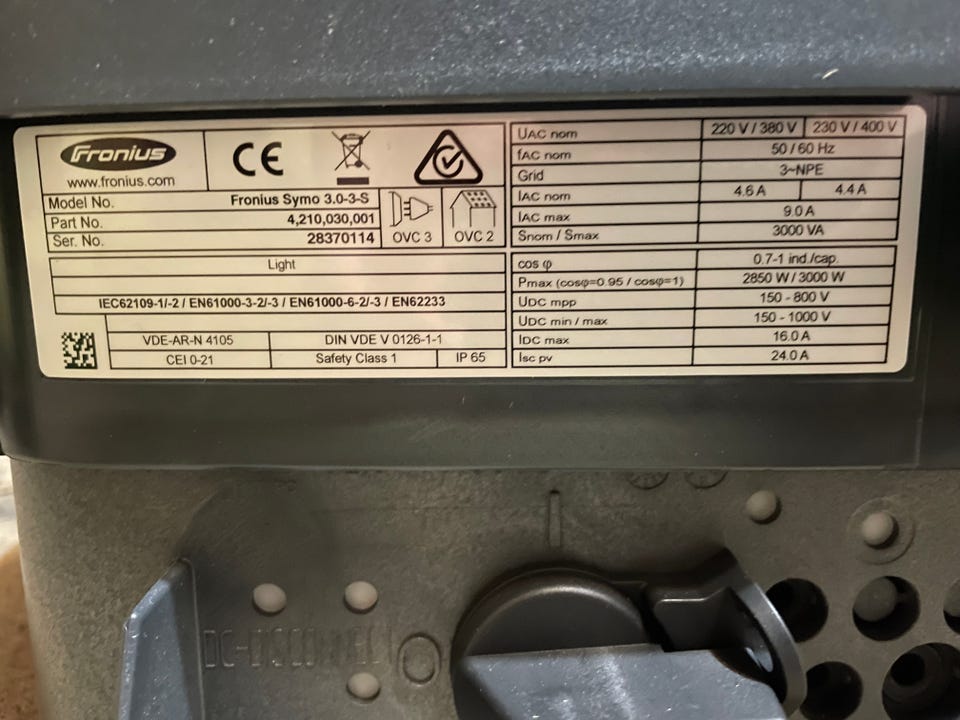 Fronius
www.fronius.com
CE
Model No. Fronius Symo 3.0-3-S
Part No. 4,210,030,001
Ser. No. 28370114
OVC 3 OVC 2
Light
IEC62109-1/-2 / EN61000-3-2/-3 / EN61000-6-2/-3 / EN62233
VDE-AR-N 4105 DIN VDE V 0126-1-1
CEI 0-21 Safety Class 1 IP 65
UAC nom 220 V / 380 V 230 V / 400 V
fAC nom 50 / 60 Hz
Grid 3~NPE
IAC nom 4.6 A 4.4 A
IAC max 9.0 A
Snom / Smax 3000 VA
cos φ 0.7-1 ind./cap.
Pmax (cosφ=0.95 / cosφ=1) 2850 W / 3000 W
UDC mpp 150 - 800 V
UDC min / max 150 - 1000 V
IDC max 16.0 A
Isc pv 24.0 A